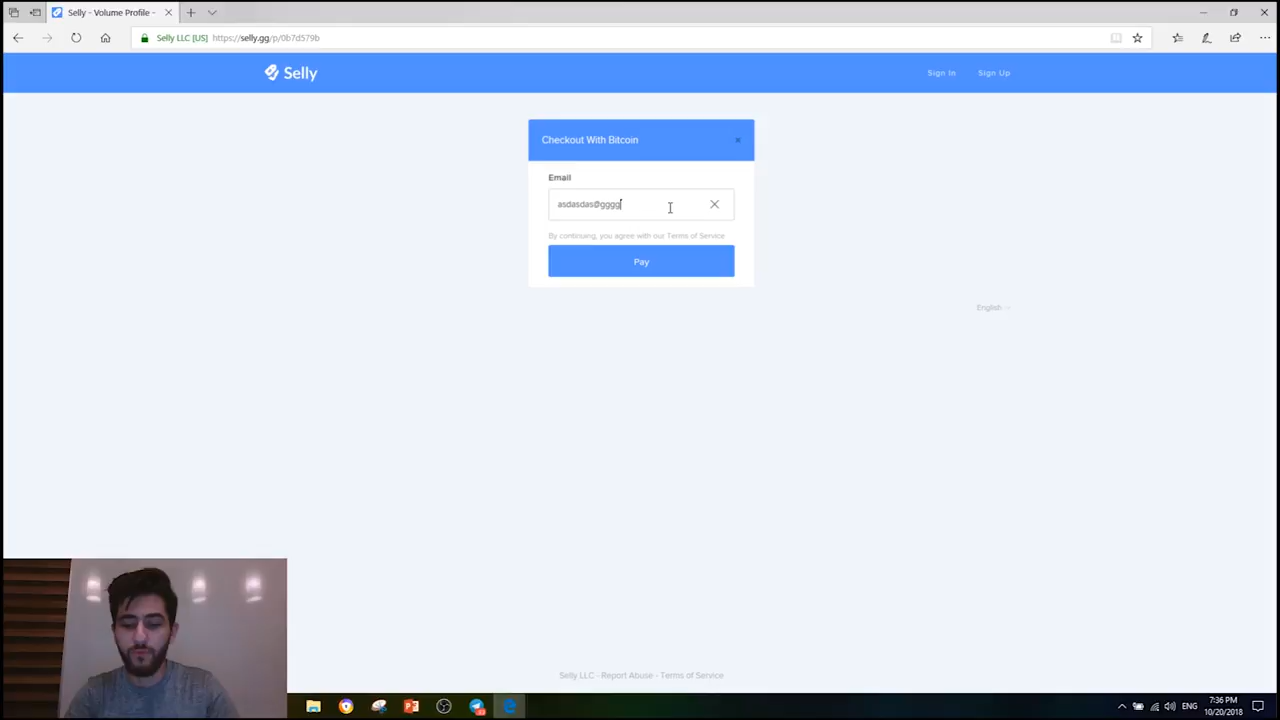 Selly - Volume Profile -
Selly LLC [US] https://selly.gg/p/0b7d579b
Selly
Sign In Sign Up
Checkout With Bitcoin
Email
asdasdas@gggg
By continuing, you agree with our Terms of Service
Pay
English
Selly LLC - Report Abuse - Terms of Service
ENG
7:36 PM
10/20/2018